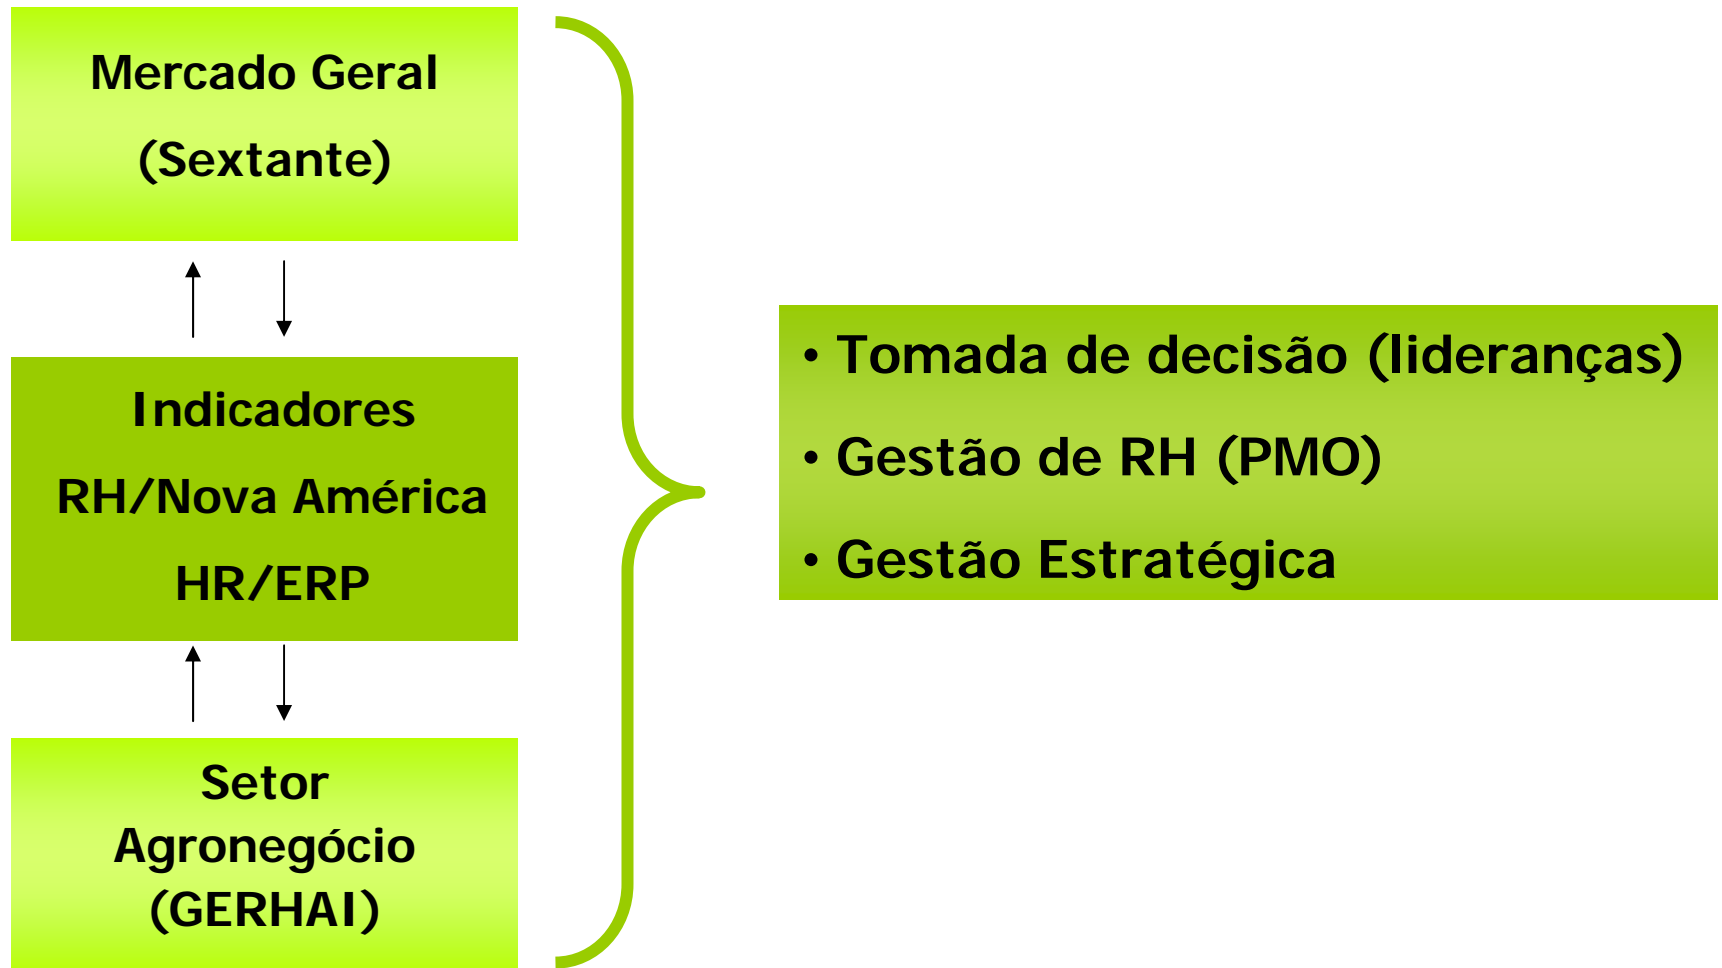 Mercado Geral
(Sextante)
Indicadores
RH/Nova América
HR/ERP
Setor
Agronegócio
(GERHAI)
• Tomada de decisão (lideranças)
• Gestão de RH (PMO)
• Gestão Estratégica